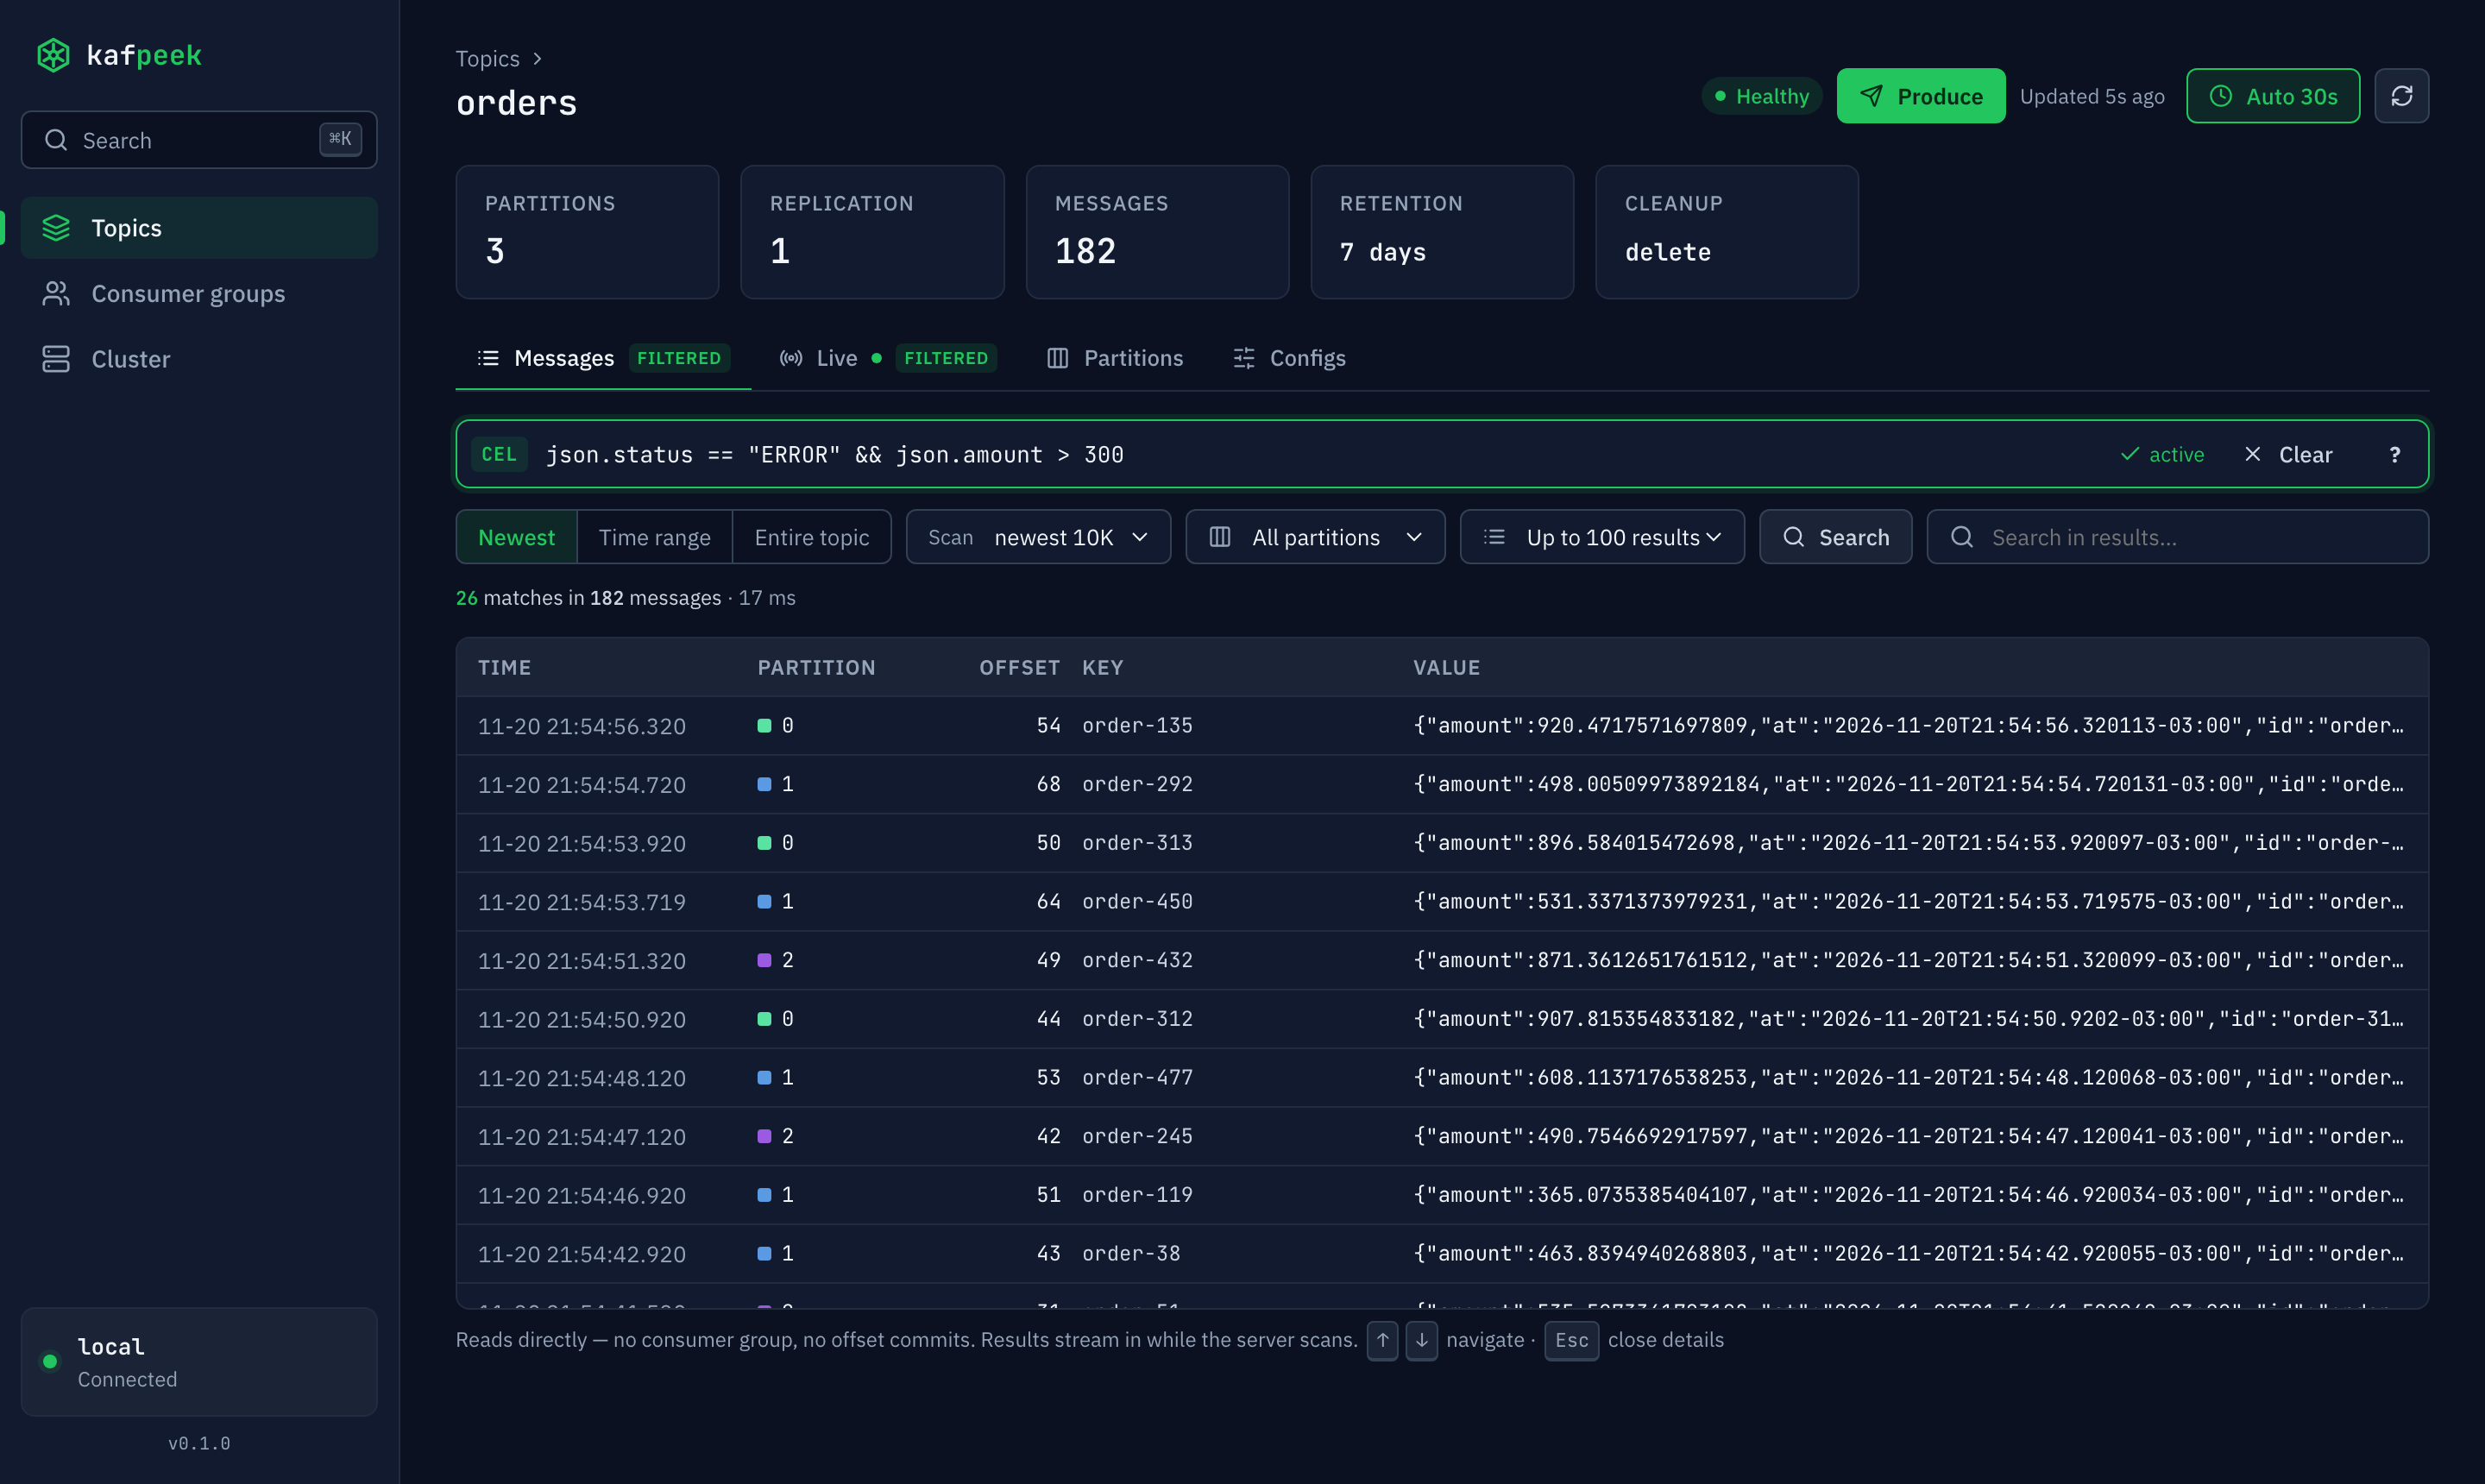 kafpeek
Search ⌘K
Topics
Consumer groups
Cluster
local
Connected
v0.1.0
Topics >
orders
Healthy Produce Updated 5s ago Auto 30s
PARTITIONS REPLICATION MESSAGES RETENTION CLEANUP
3 1 182 7 days delete
Messages FILTERED Live FILTERED Partitions Configs
CEL json.status == "ERROR" && json.amount > 300 active Clear ?
Newest Time range Entire topic Scan newest 10K All partitions Up to 100 results Search Search in results...
26 matches in 182 messages · 17 ms
TIME PARTITION OFFSET KEY VALUE
11-20 21:54:56.320 0 54 order-135 {"amount":920.4717571697809,"at":"2026-11-20T21:54:56.320113-03:00","id":"order…
11-20 21:54:54.720 1 68 order-292 {"amount":498.00509973892184,"at":"2026-11-20T21:54:54.720131-03:00","id":"orde…
11-20 21:54:53.920 0 50 order-313 {"amount":896.584015472698,"at":"2026-11-20T21:54:53.920097-03:00","id":"order-…
11-20 21:54:53.719 1 64 order-450 {"amount":531.3371373979231,"at":"2026-11-20T21:54:53.719575-03:00","id":"order…
11-20 21:54:51.320 2 49 order-432 {"amount":871.3612651761512,"at":"2026-11-20T21:54:51.320099-03:00","id":"order…
11-20 21:54:50.920 0 44 order-312 {"amount":907.815354833182,"at":"2026-11-20T21:54:50.9202-03:00","id":"order-31…
11-20 21:54:48.120 1 53 order-477 {"amount":608.1137176538253,"at":"2026-11-20T21:54:48.120068-03:00","id":"order…
11-20 21:54:47.120 2 42 order-245 {"amount":490.7546692917597,"at":"2026-11-20T21:54:47.120041-03:00","id":"order…
11-20 21:54:46.920 1 51 order-119 {"amount":365.0735385404107,"at":"2026-11-20T21:54:46.920034-03:00","id":"order…
11-20 21:54:42.920 1 43 order-38 {"amount":463.8394940268803,"at":"2026-11-20T21:54:42.920055-03:00","id":"order…
Reads directly — no consumer group, no offset commits. Results stream in while the server scans. ↑ ↓ navigate · Esc close details